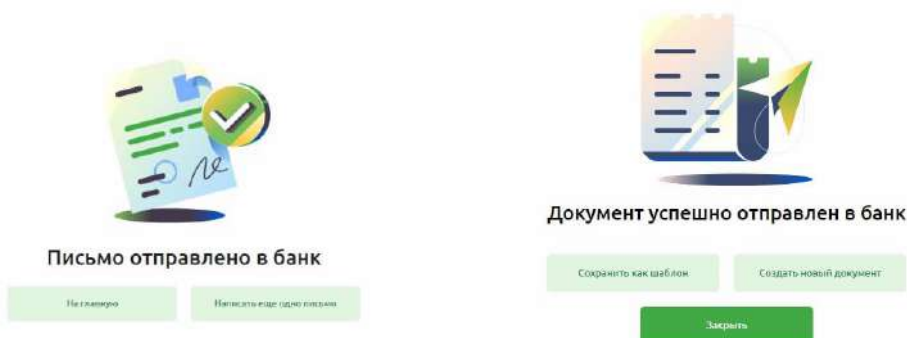 Письмо отправлено в банк
На главную
Написать еще одно письмо
Документ успешно отправлен в банк
Сохранить как шаблон
Создать новый документ
Закрыть